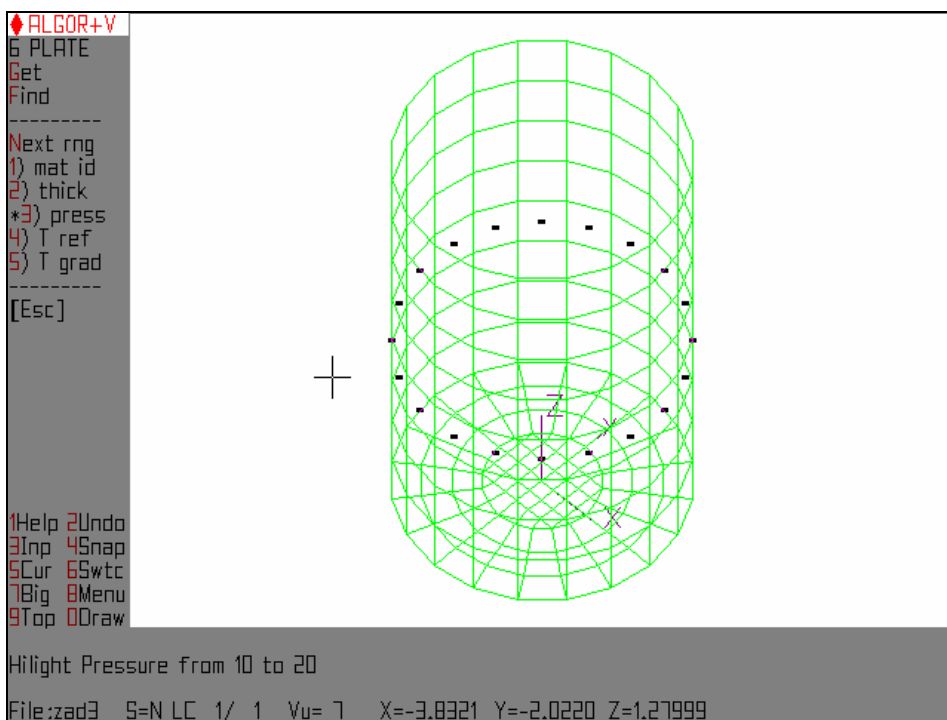 ALGOR+V
6 PLATE
Get
Find
---------
Next rng
1) mat id
2) thick
*3) press
4) T ref
5) T grad
---------
[Esc]
Z
Y
X
1Help 2Undo
3Inp 4Snap
5Cur 6Swtc
7Big 8Menu
9Top 0Draw
Hilight Pressure from 10 to 20
File:zad3 S=N LC 1/ 1 Vu= 7 X=-3.8321 Y=-2.0220 Z=1.27999